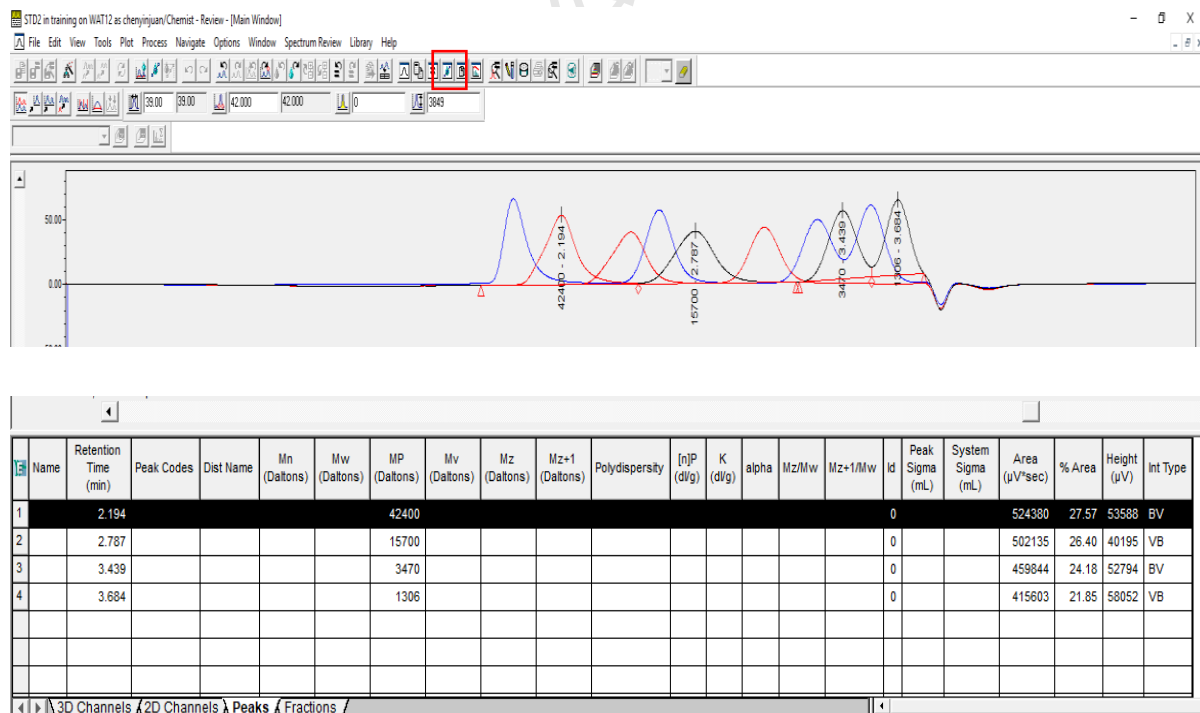 STD2 in training on WAT12 as chenyinjuan/Chemist - Review - [Main Window]
File Edit View Tools Plot Process Navigate Options Window Spectrum Review Library Help
39.00 39.00 42.000 42.000 0 3849
50.00
0.00
42400 - 2.194
15700 - 2.787
3470 - 3.439
3.684
Name Retention Time (min) Peak Codes Dist Name Mn (Daltons) Mw (Daltons) MP (Daltons) Mv (Daltons) Mz (Daltons) Mz+1 (Daltons) Polydispersity [n]P (dl/g) K (dl/g) alpha Mz/Mw Mz+1/Mw Id Peak Sigma (mL) System Sigma (mL) Area (µV*sec) % Area Height (µV) Int Type
1 2.194 42400 0 524380 27.57 53588 BV
2 2.787 15700 0 502135 26.40 40195 VB
3 3.439 3470 0 459844 24.18 52794 BV
4 3.684 1306 0 415603 21.85 58052 VB
3D Channels 2D Channels Peaks Fractions